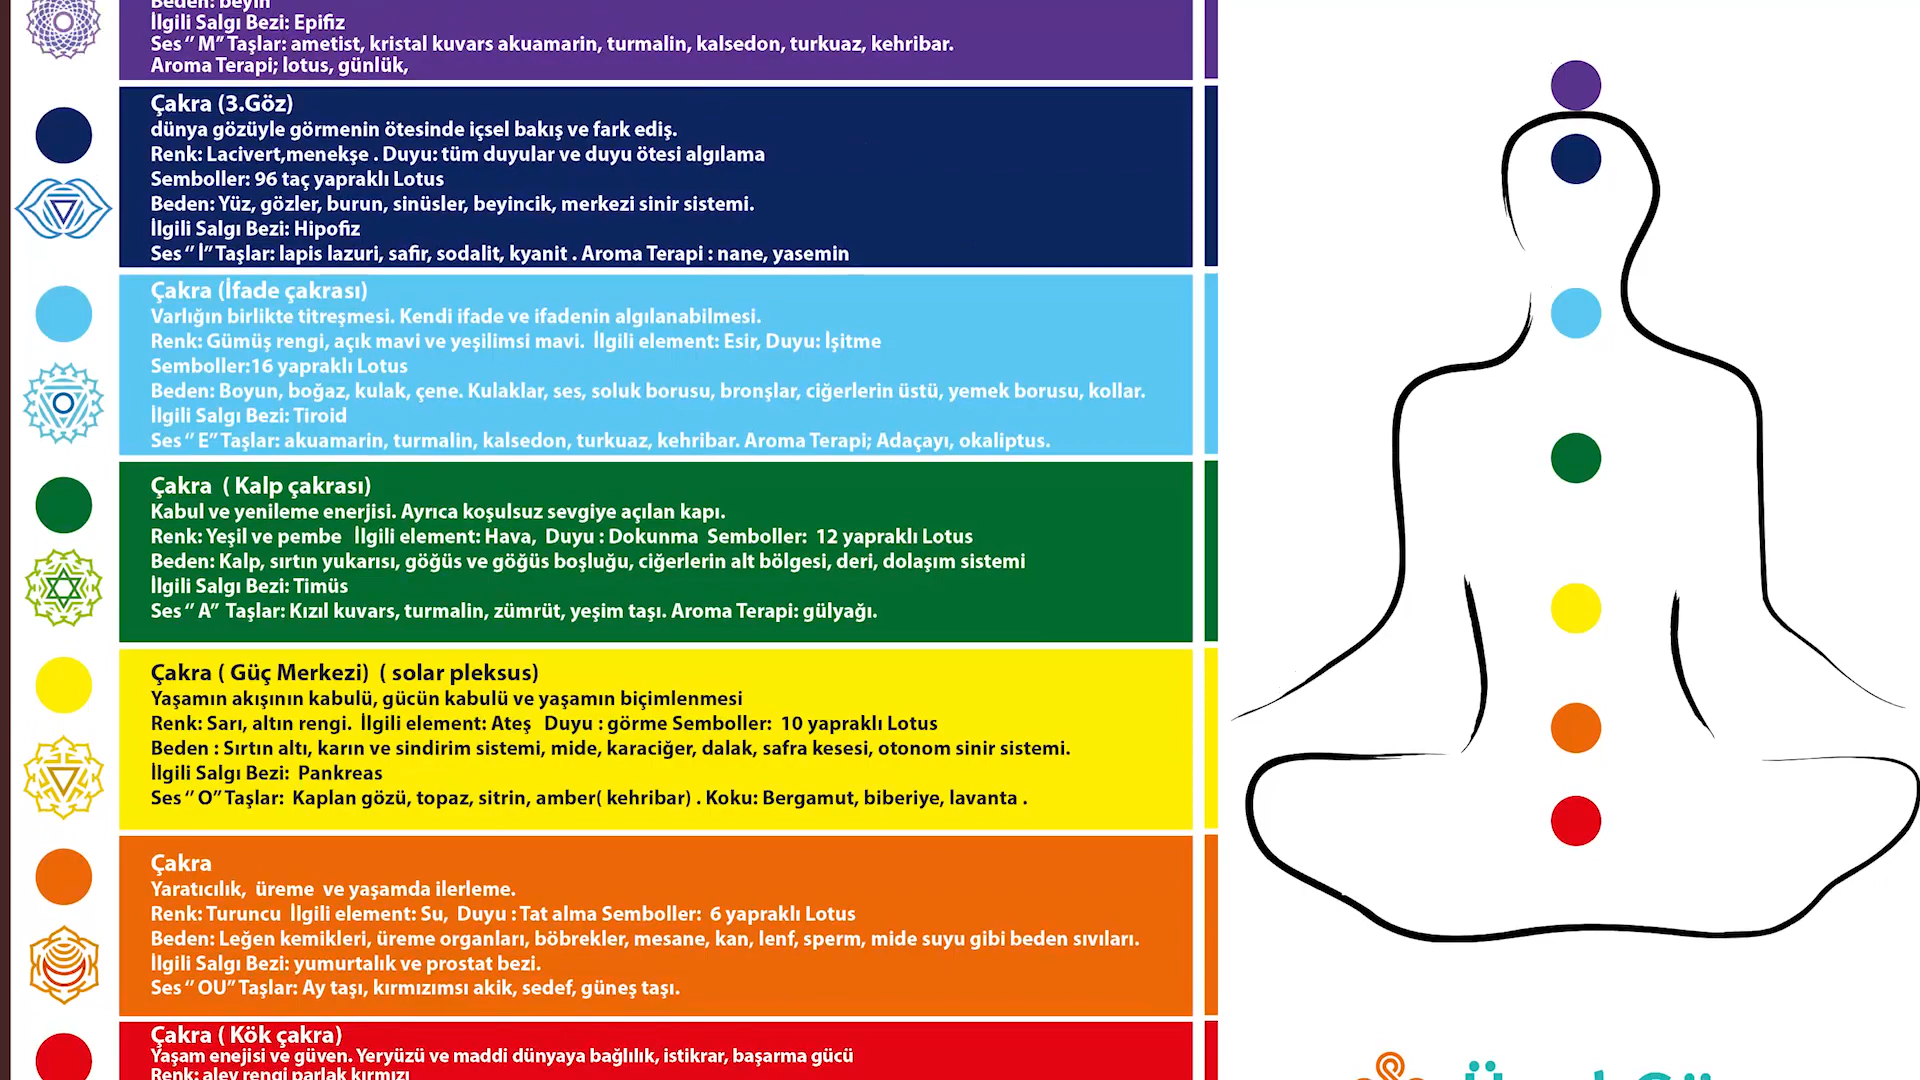 Beden: beyin
İlgili Salgı Bezi: Epifiz
Ses “ M” Taşlar: ametist, kristal kuvars akuamarin, turmalin, kalsedon, turkuaz, kehribar.
Aroma Terapi; lotus, günlük,
Çakra (3.Göz)
dünya gözüyle görmenin ötesinde içsel bakış ve fark ediş.
Renk: Lacivert,menekşe . Duyu: tüm duyular ve duyu ötesi algılama
Semboller: 96 taç yapraklı Lotus
Beden: Yüz, gözler, burun, sinüsler, beyincik, merkezi sinir sistemi.
İlgili Salgı Bezi: Hipofiz
Ses “ İ” Taşlar: lapis lazuri, safir, sodalit, kyanit . Aroma Terapi : nane, yasemin
Çakra (İfade çakrası)
Varlığın birlikte titreşmesi. Kendi ifade ve ifadenin algılanabilmesi.
Renk: Gümüş rengi, açık mavi ve yeşilimsi mavi. İlgili element: Esir, Duyu: İşitme
Semboller:16 yapraklı Lotus
Beden: Boyun, boğaz, kulak, çene. Kulaklar, ses, soluk borusu, bronşlar, ciğerlerin üstü, yemek borusu, kollar.
İlgili Salgı Bezi: Tiroid
Ses “ E” Taşlar: akuamarin, turmalin, kalsedon, turkuaz, kehribar. Aroma Terapi; Adaçayı, okaliptus.
Çakra ( Kalp çakrası)
Kabul ve yenileme enerjisi. Ayrıca koşulsuz sevgiye açılan kapı.
Renk: Yeşil ve pembe İlgili element: Hava, Duyu : Dokunma Semboller: 12 yapraklı Lotus
Beden: Kalp, sırtın yukarısı, göğüs ve göğüs boşluğu, ciğerlerin alt bölgesi, deri, dolaşım sistemi
İlgili Salgı Bezi: Timüs
Ses “ A” Taşlar: Kızıl kuvars, turmalin, zümrüt, yeşim taşı. Aroma Terapi: gülyağı.
Çakra ( Güç Merkezi) ( solar pleksus)
Yaşamın akışının kabulü, gücün kabulü ve yaşamın biçimlenmesi
Renk: Sarı, altın rengi. İlgili element: Ateş Duyu : görme Semboller: 10 yapraklı Lotus
Beden : Sırtın altı, karın ve sindirim sistemi, mide, karaciğer, dalak, safra kesesi, otonom sinir sistemi.
İlgili Salgı Bezi: Pankreas
Ses “ O” Taşlar: Kaplan gözü, topaz, sitrin, amber( kehribar) . Koku: Bergamut, biberiye, lavanta .
Çakra
Yaratıcılık, üreme ve yaşamda ilerleme.
Renk: Turuncu İlgili element: Su, Duyu : Tat alma Semboller: 6 yapraklı Lotus
Beden: Leğen kemikleri, üreme organları, böbrekler, mesane, kan, lenf, sperm, mide suyu gibi beden sıvıları.
İlgili Salgı Bezi: yumurtalık ve prostat bezi.
Ses “ OU” Taşlar: Ay taşı, kırmızımsı akik, sedef, güneş taşı.
Çakra ( Kök çakra)
Yaşam enejisi ve güven. Yeryüzü ve maddi dünyaya bağlılık, istikrar, başarma gücü
Renk: alev rengi parlak kırmızı